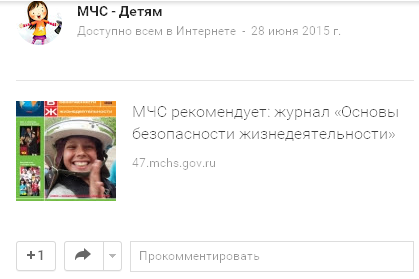 МЧС - Детям
Доступно всем в Интернете - 28 июня 2015 г.
МЧС рекомендует: журнал «Основы
безопасности жизнедеятельности»
47.mchs.gov.ru
+1
Прокомментировать